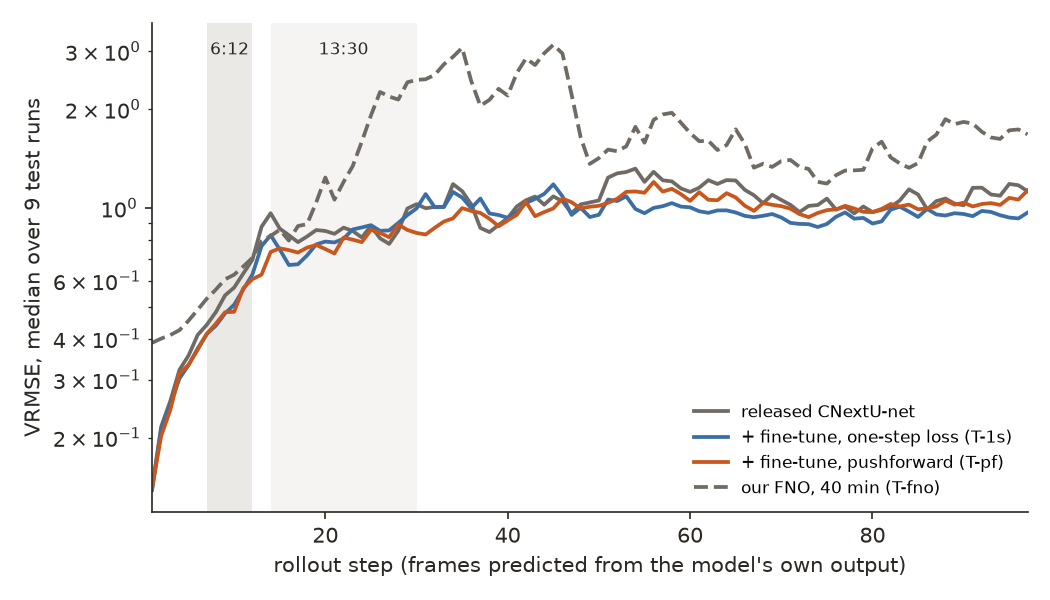 6:12
13:30
3 × 10⁰
2 × 10⁰
10⁰
6 × 10⁻¹
4 × 10⁻¹
3 × 10⁻¹
2 × 10⁻¹
VRMSE, median over 9 test runs
released CNextU-net
+ fine-tune, one-step loss (T-1s)
+ fine-tune, pushforward (T-pf)
our FNO, 40 min (T-fno)
20 40 60 80
rollout step (frames predicted from the model's own output)